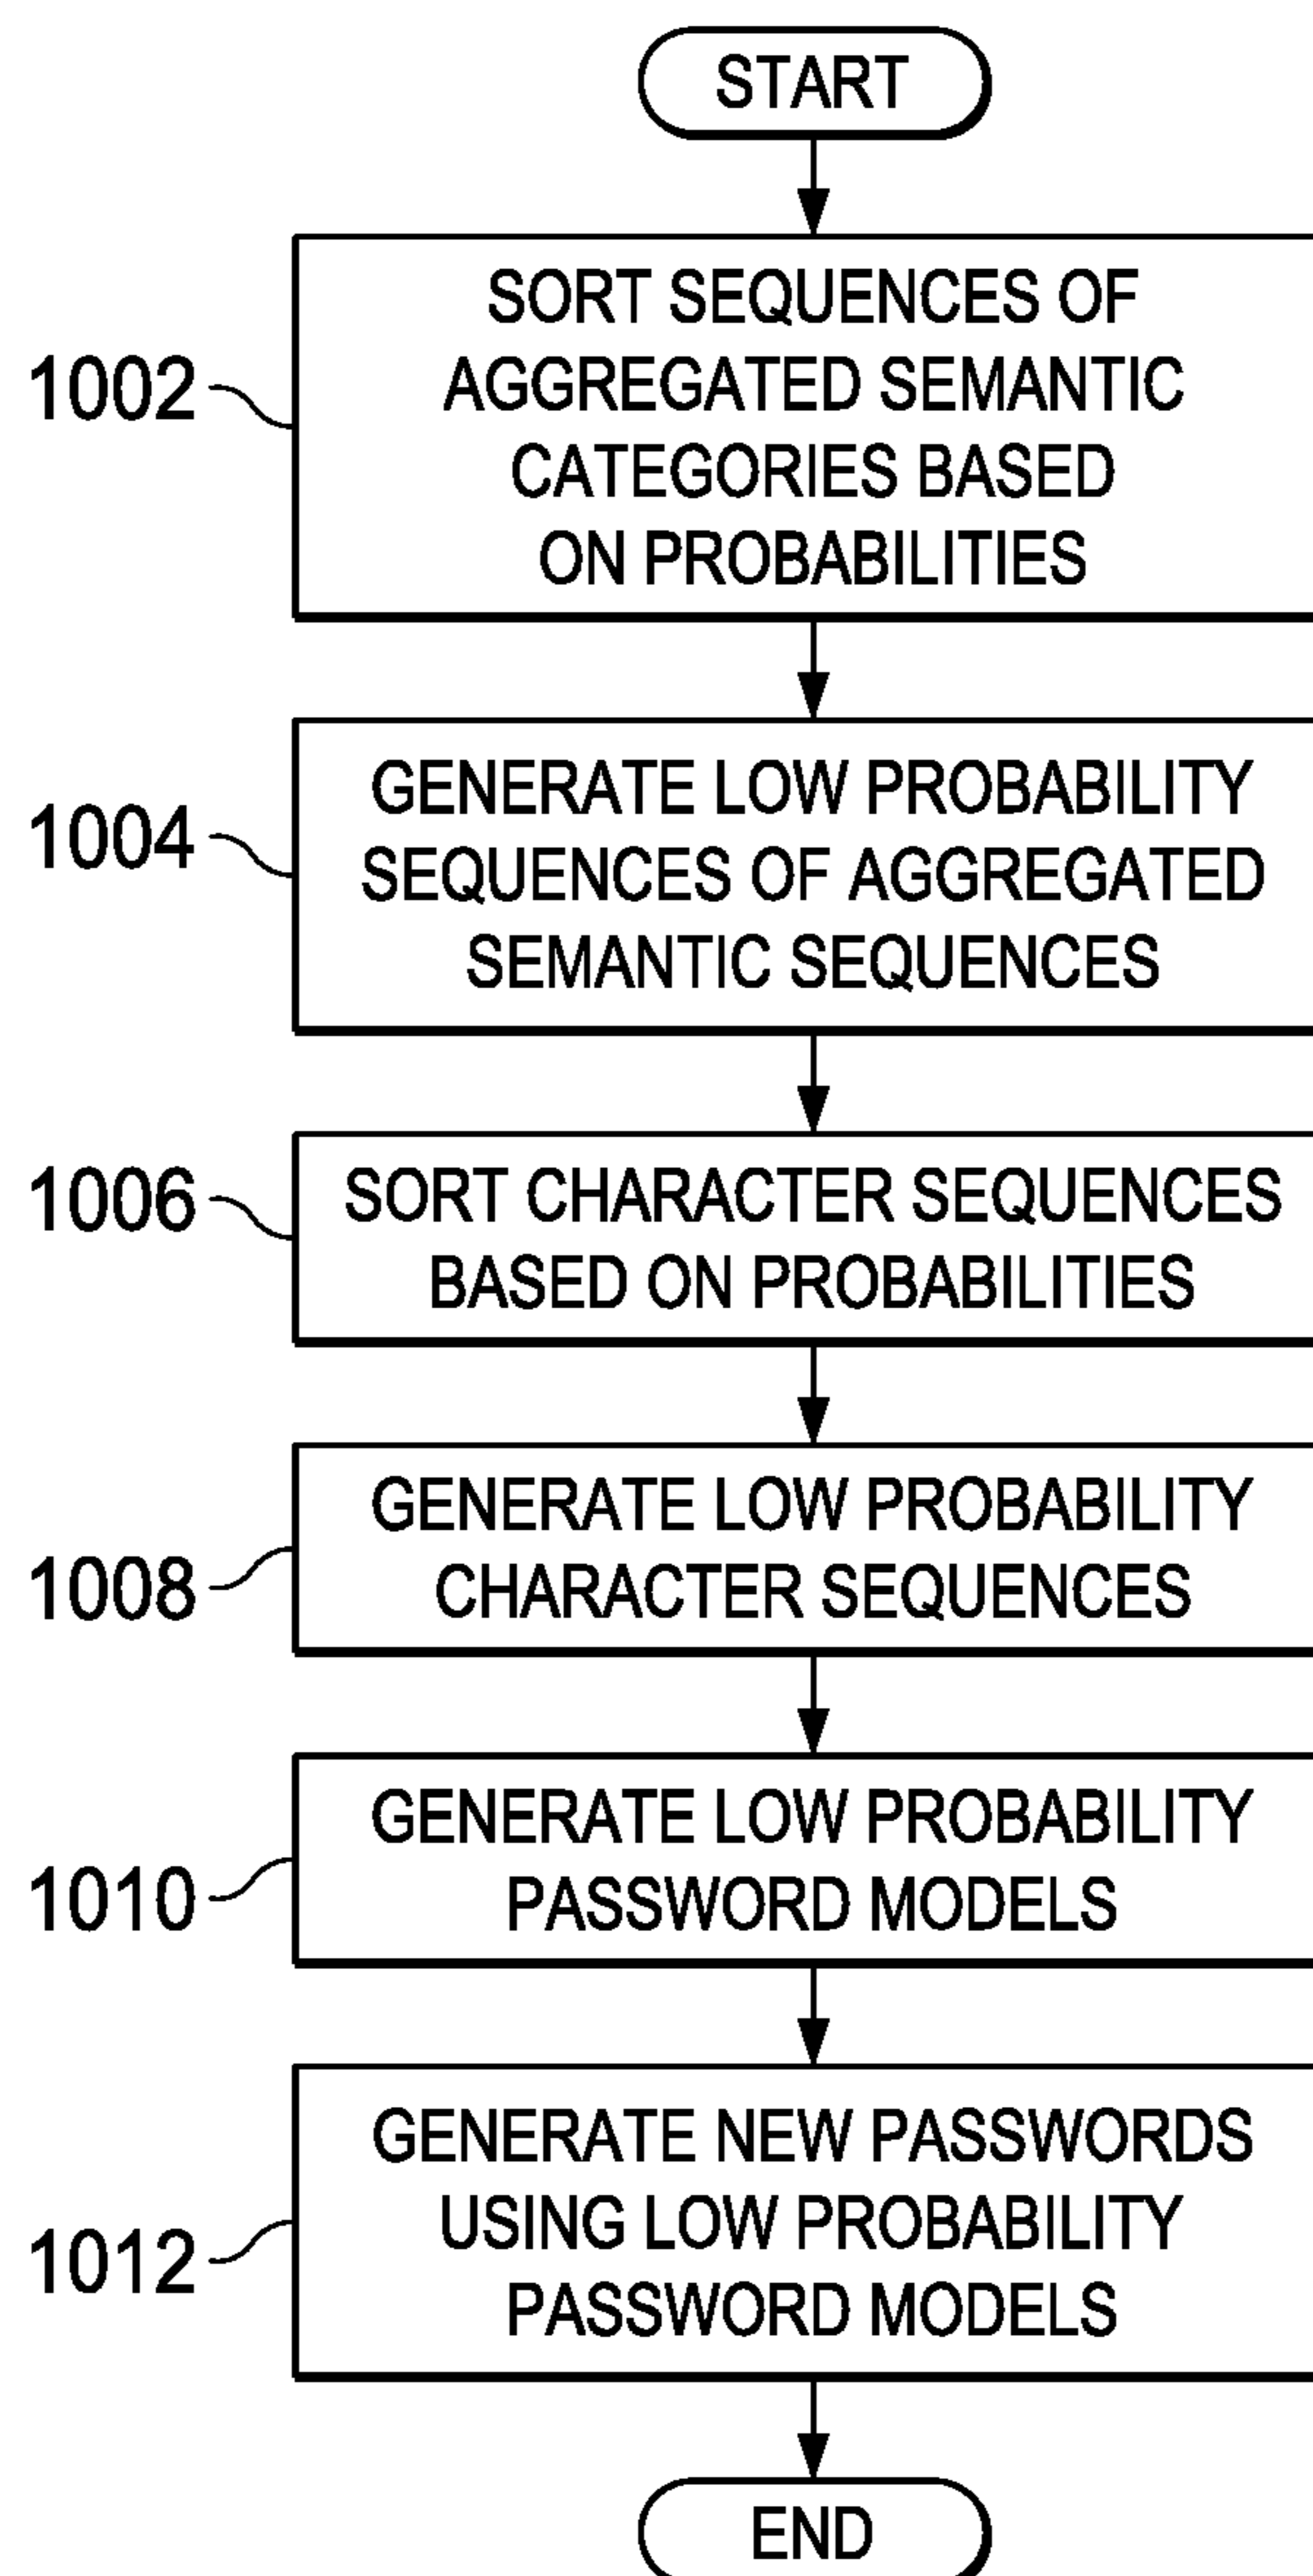 START
1002
SORT SEQUENCES OF
AGGREGATED SEMANTIC
CATEGORIES BASED
ON PROBABILITIES
1004
GENERATE LOW PROBABILITY
SEQUENCES OF AGGREGATED
SEMANTIC SEQUENCES
1006
SORT CHARACTER SEQUENCES
BASED ON PROBABILITIES
1008
GENERATE LOW PROBABILITY
CHARACTER SEQUENCES
1010
GENERATE LOW PROBABILITY
PASSWORD MODELS
1012
GENERATE NEW PASSWORDS
USING LOW PROBABILITY
PASSWORD MODELS
END